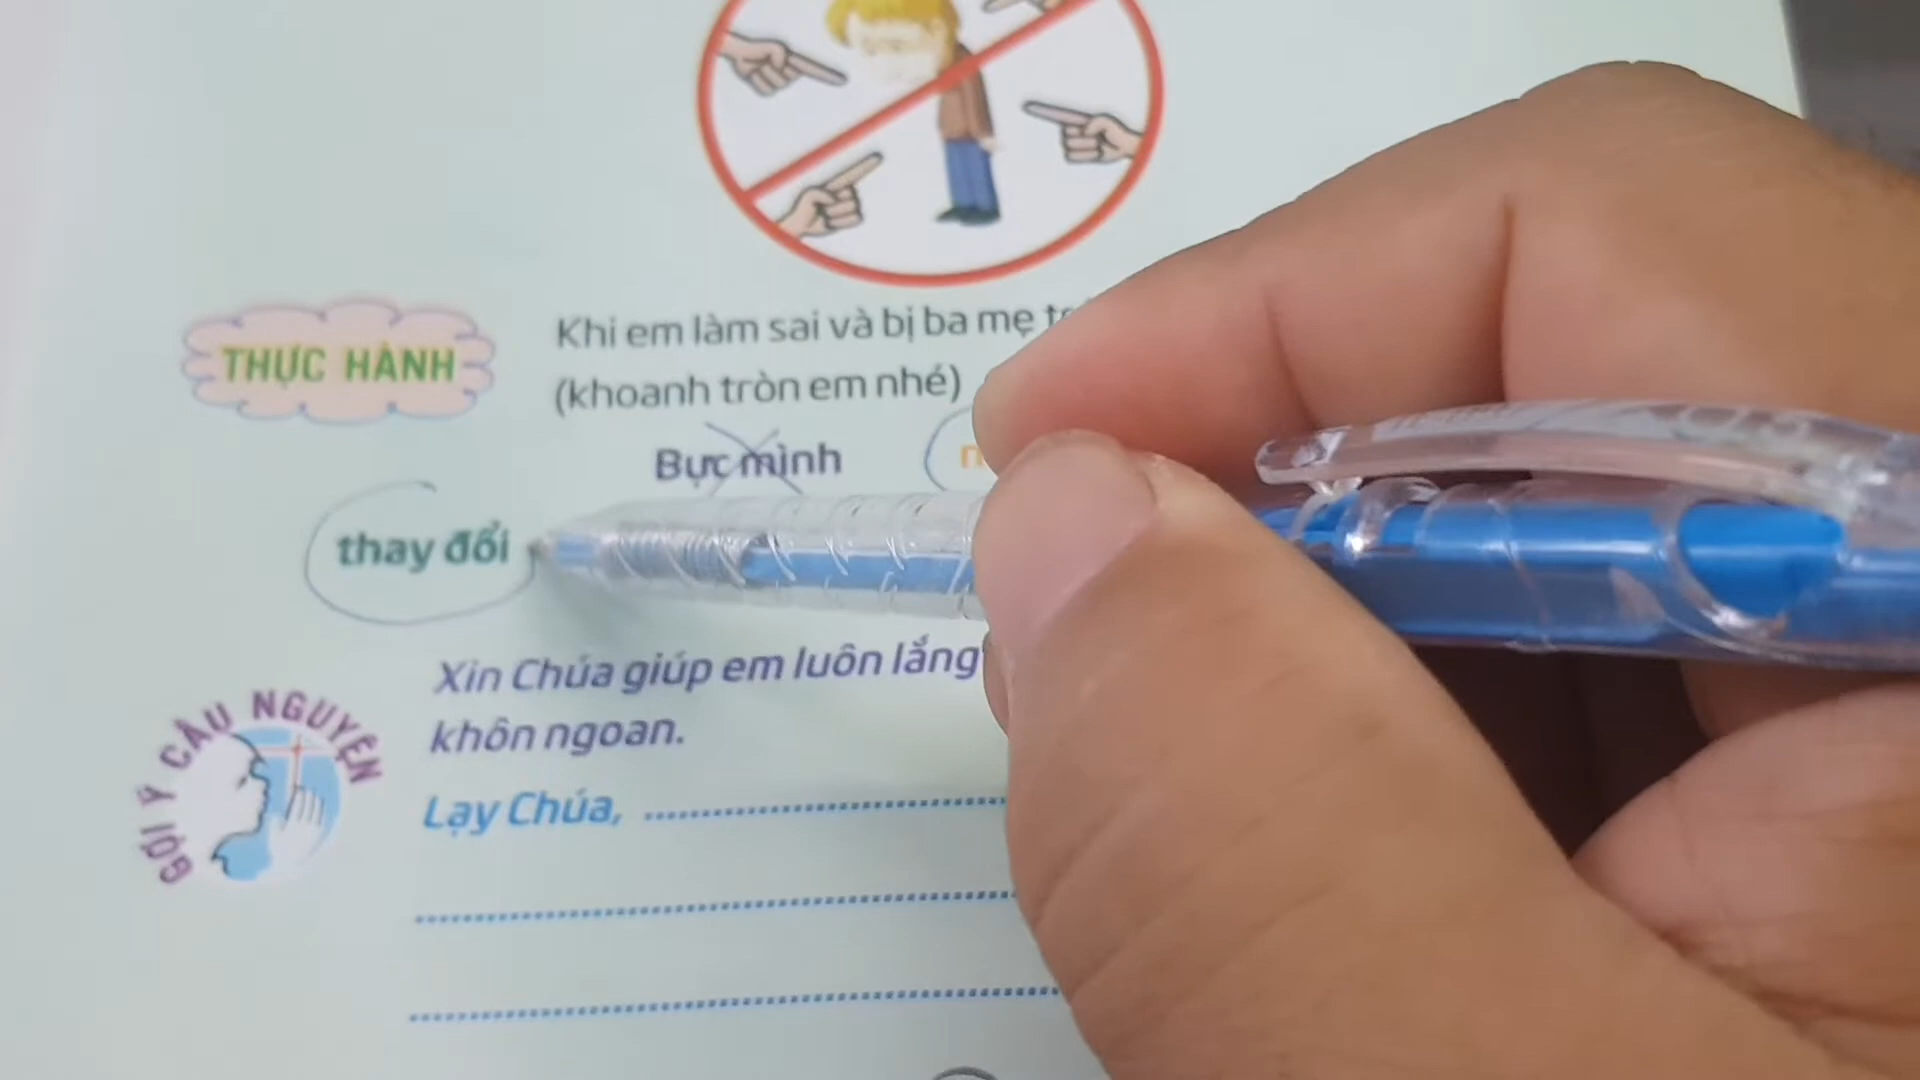 THỰC HÀNH
Khi em làm sai và bị ba mẹ
(khoanh tròn em nhé)
Bực mình
thay đổi
GỢI Ý CẦU NGUYỆN
Xin Chúa giúp em luôn lắng
khôn ngoan.
Lạy Chúa, ........................................
........................................
........................................